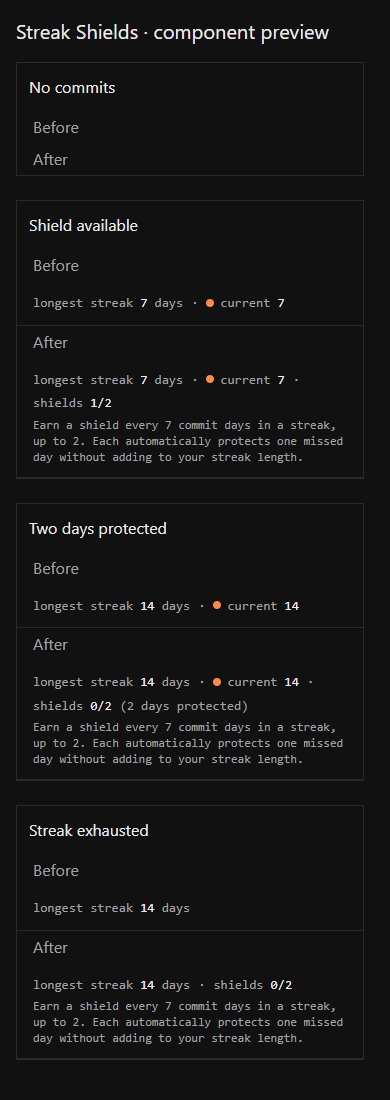 Streak Shields · component preview
No commits
Before
After
Shield available
Before
longest streak 7 days · current 7
After
longest streak 7 days · current 7 ·
shields 1/2
Earn a shield every 7 commit days in a streak,
up to 2. Each automatically protects one missed
day without adding to your streak length.
Two days protected
Before
longest streak 14 days · current 14
After
longest streak 14 days · current 14 ·
shields 0/2 (2 days protected)
Earn a shield every 7 commit days in a streak,
up to 2. Each automatically protects one missed
day without adding to your streak length.
Streak exhausted
Before
longest streak 14 days
After
longest streak 14 days · shields 0/2
Earn a shield every 7 commit days in a streak,
up to 2. Each automatically protects one missed
day without adding to your streak length.